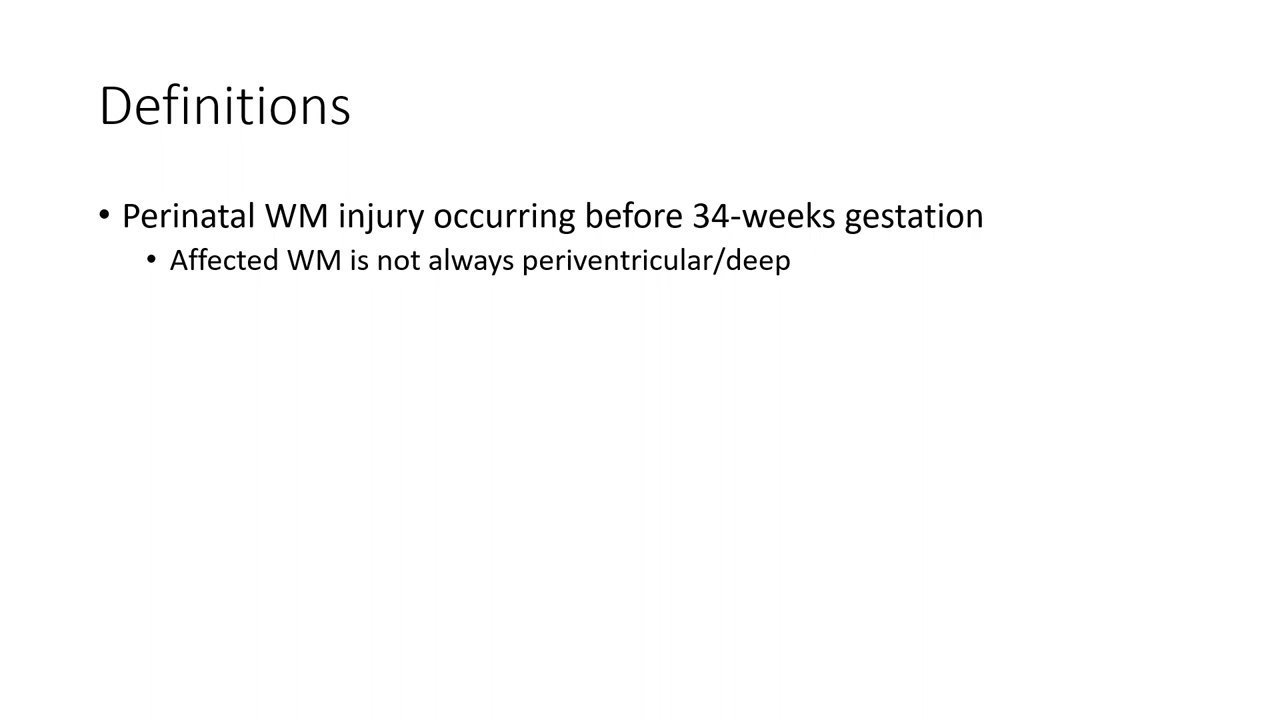 Definitions
• Perinatal WM injury occurring before 34-weeks gestation
• Affected WM is not always periventricular/deep